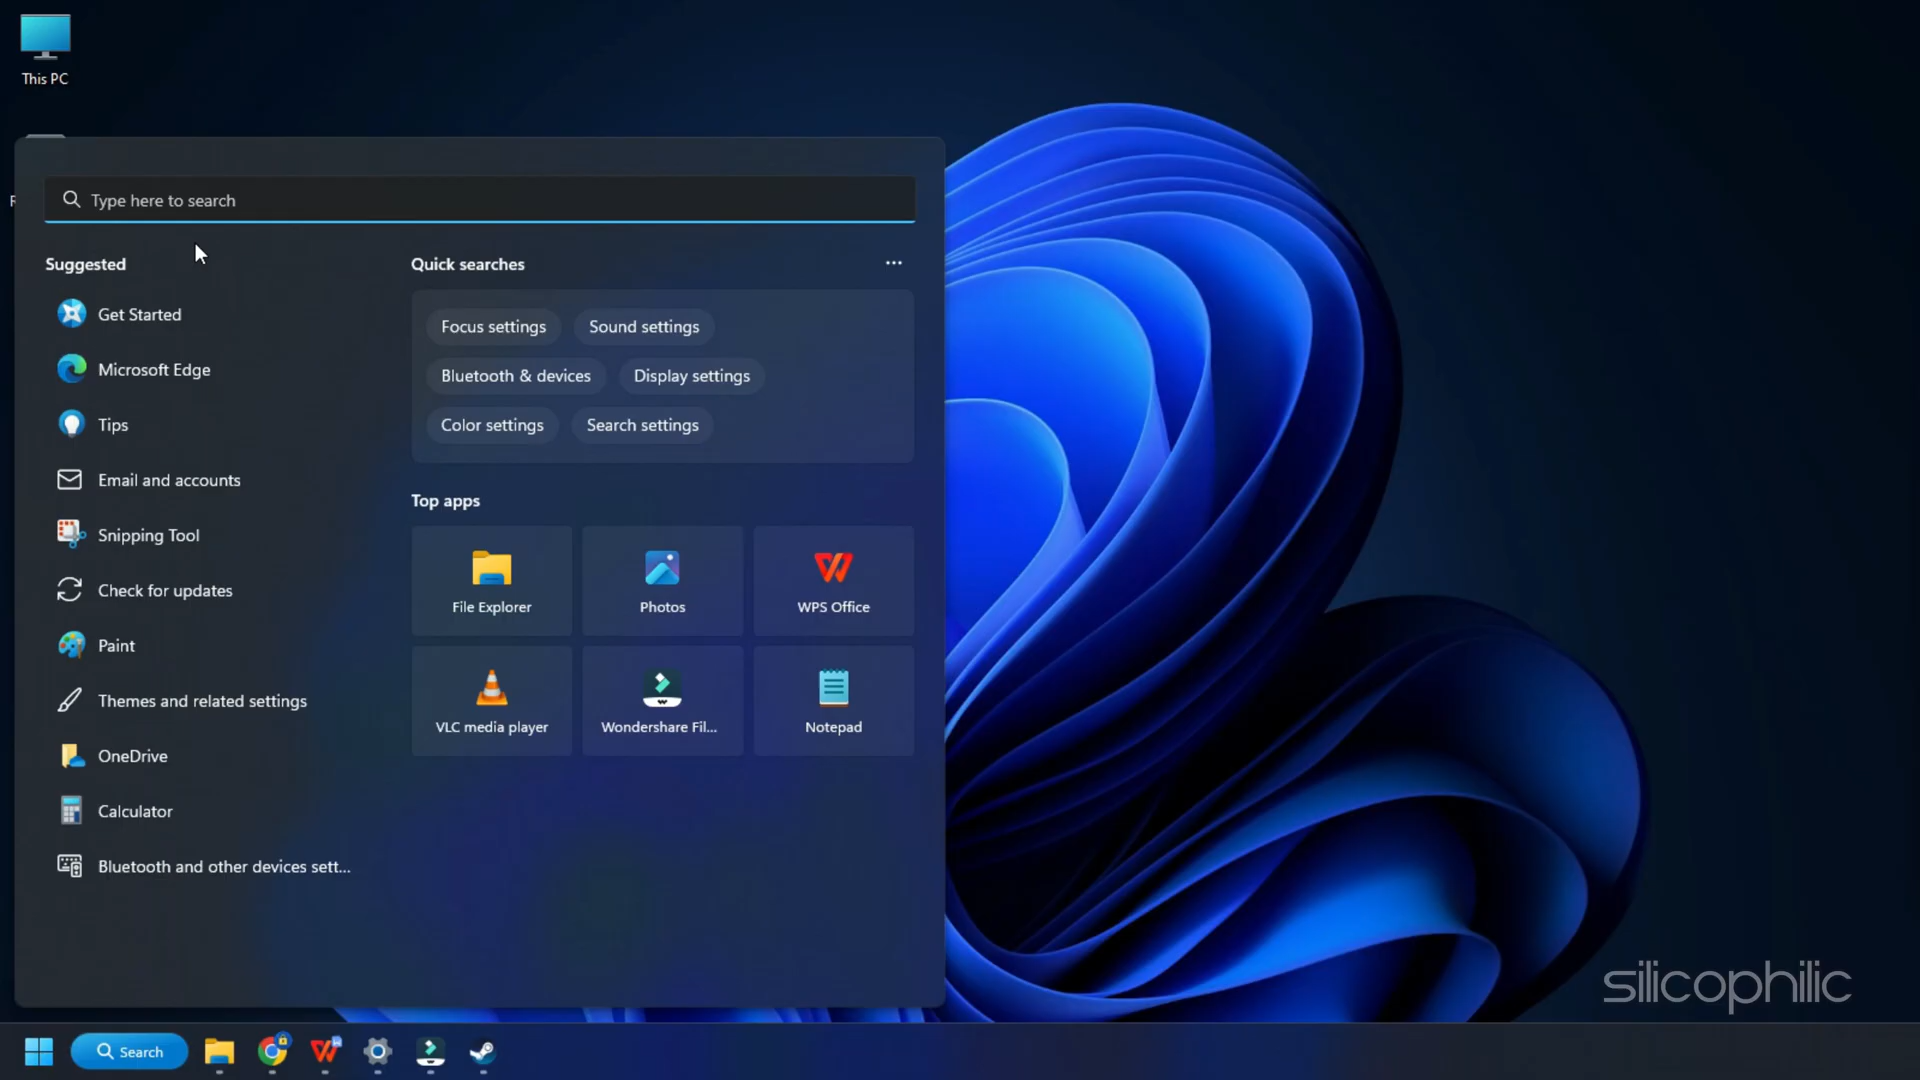 This PC
Type here to search
Suggested
Get Started
Microsoft Edge
Tips
Email and accounts
Snipping Tool
Check for updates
Paint
Themes and related settings
OneDrive
Calculator
Bluetooth and other devices sett...
Quick searches
Focus settings
Sound settings
Bluetooth & devices
Display settings
Color settings
Search settings
Top apps
File Explorer
Photos
WPS Office
VLC media player
Wondershare Fil...
Notepad
silicophilic
Search